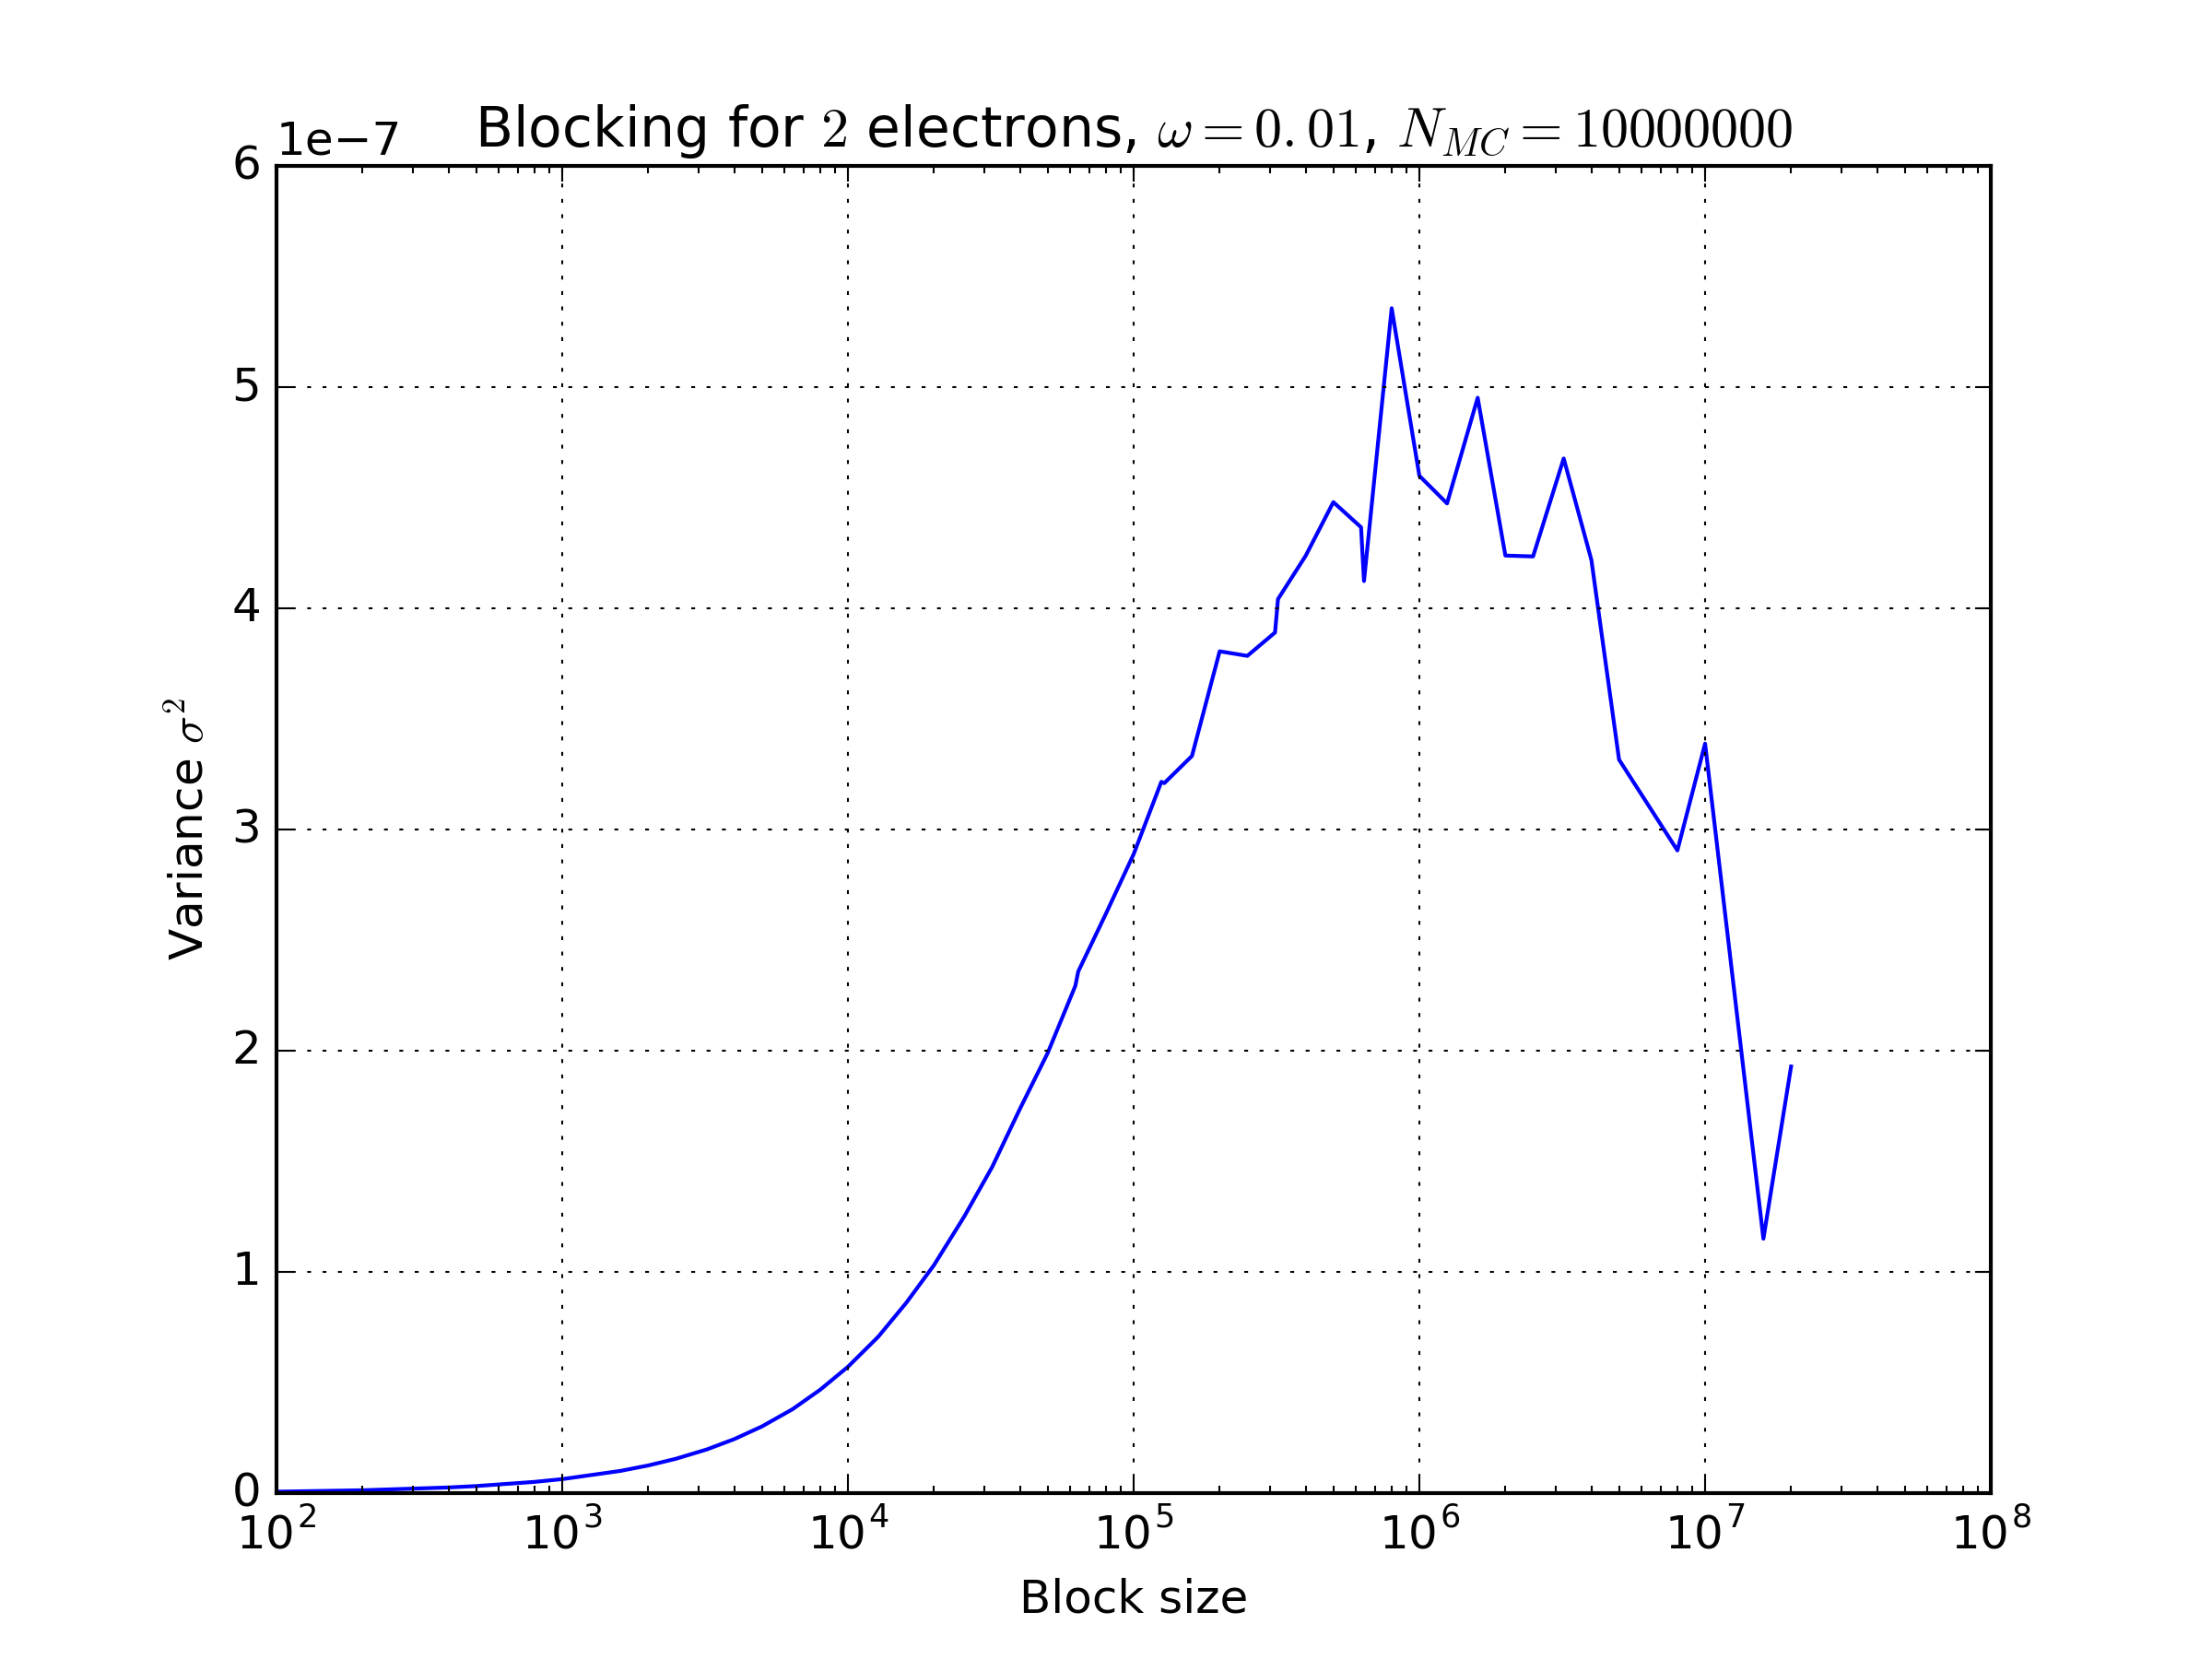 Blocking for 2 electrons, ω = 0.01, N_MC = 10000000
1e−7
6
5
4
3
2
1
0
Variance σ²
10² 10³ 10⁴ 10⁵ 10⁶ 10⁷ 10⁸
Block size